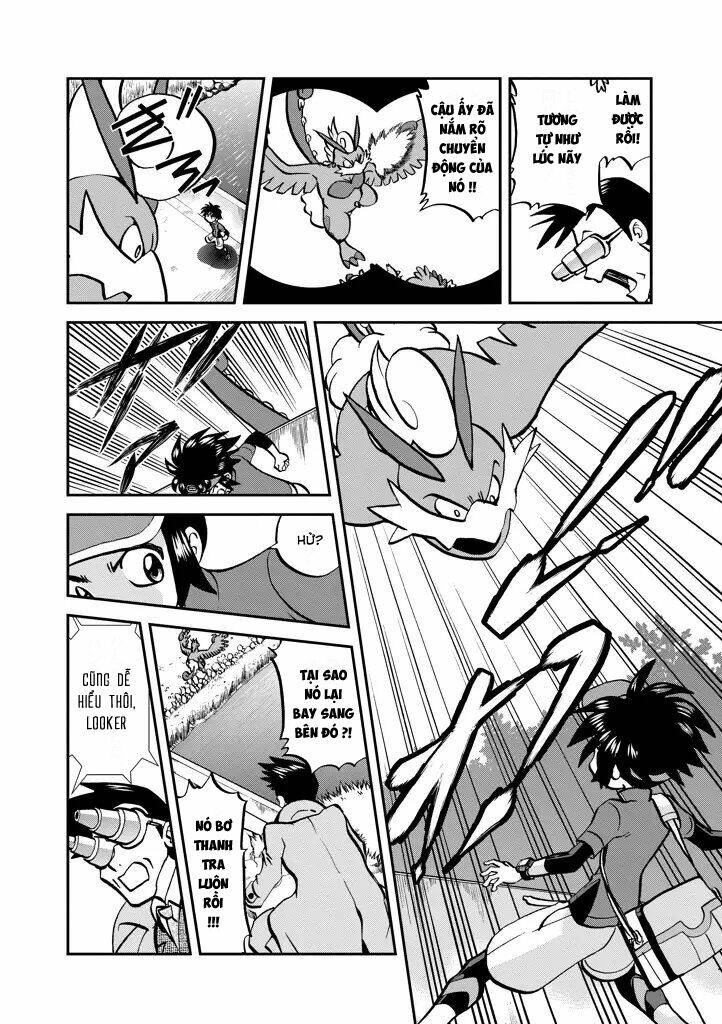 LÀM
ĐƯỢC
RỒI!
TƯƠNG
TỰ NHƯ
LÚC NÃY
CẬU ẤY ĐÃ
NẮM RÕ
CHUYỂN
ĐỘNG CỦA
NÓ !!
HỬ?
TẠI SAO
NÓ LẠI
BAY SANG
BÊN ĐÓ ?!
NÓ BƠ
THANH
TRA
LUÔN
RỒI
!!!
CŨNG DỄ
HIỂU THÔI,
LOOKER